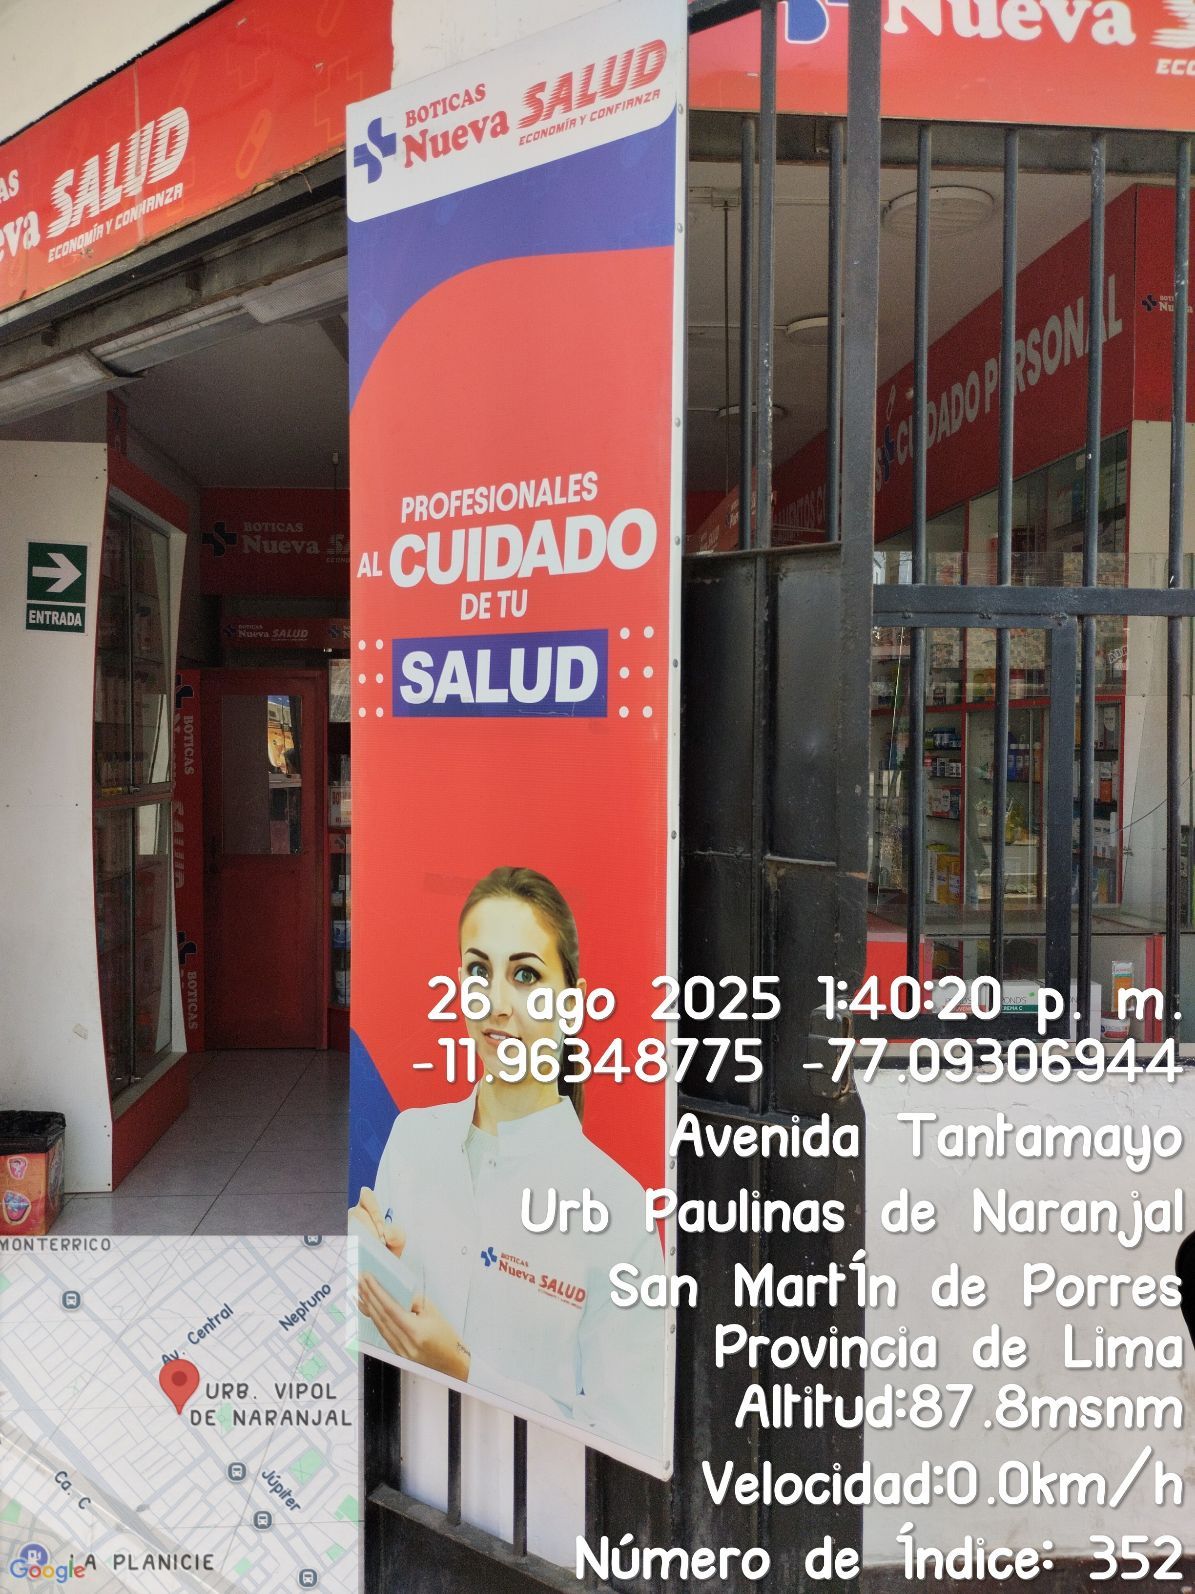 BOTICAS
Nueva SALUD
ECONOMÍA Y CONFIANZA
Nueva
SALUD
ECONOMÍA Y CONFIANZA
PROFESIONALES
AL CUIDADO
DE TU
SALUD
CUIDADO PERSONAL
ENTRADA
BOTICAS
Nueva
Nueva SALUD
BOTICAS
SALUD
BOTICAS
BOTICAS
Nueva SALUD
26 ago 2025 1:40:20 p. m.
-11.96348775 -77.09306944
Avenida Tantamayo
Urb Paulinas de Naranjal
San Martín de Porres
Provincia de Lima
Altitud:87.8msnm
Velocidad:0.0km/h
Número de Índice: 352
MONTERRICO
Av. Central
Neptuno
URB. VIPOL
DE NARANJAL
Ca. C
Júpiter
LA PLANICIE
Google